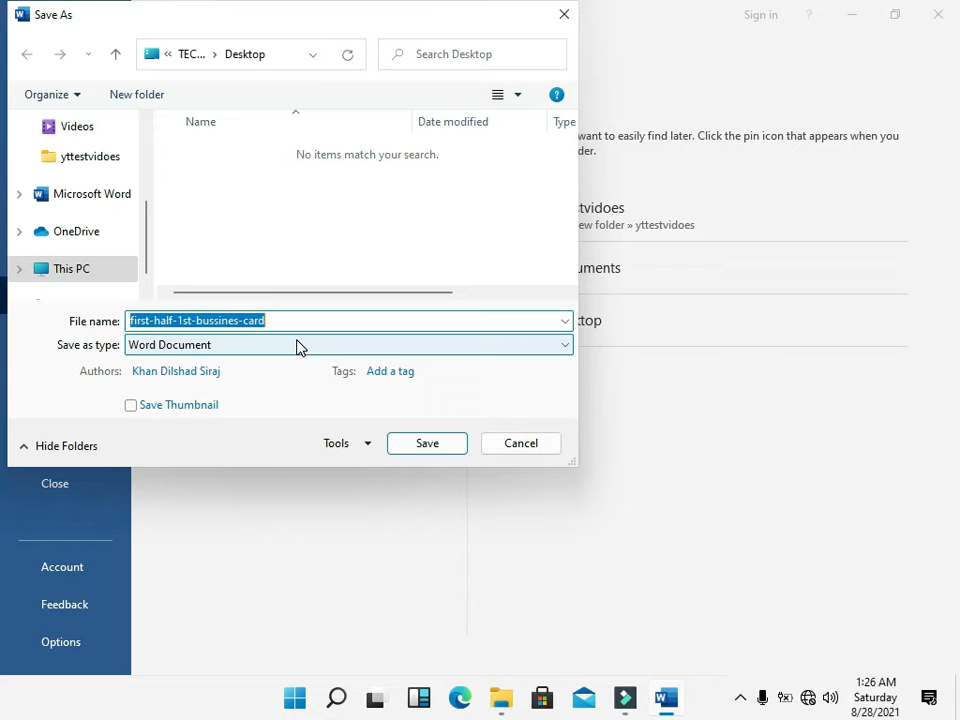 Save As
Sign in
?
« TEC... > Desktop
Search Desktop
Organize
New folder
?
Name
Date modified
Type
Videos
No items match your search.
want to easily find later. Click the pin icon that appears when you
der.
yttestvidoes
Microsoft Word
stvidoes
ew folder » yttestvidoes
OneDrive
This PC
uments
File name: first-half-1st-bussines-card
ktop
Save as type: Word Document
Authors: Khan Dilshad Siraj
Tags: Add a tag
Save Thumbnail
Hide Folders
Tools
Save
Cancel
Close
Account
Feedback
Options
1:26 AM
Saturday
8/28/2021